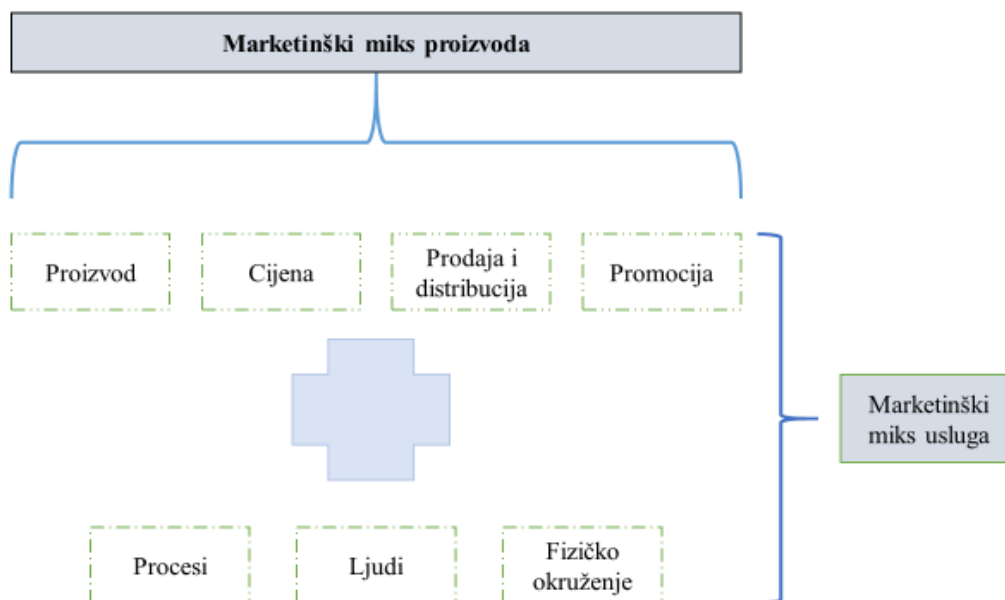 Marketinški miks proizvoda
Proizvod
Cijena
Prodaja i
distribucija
Promocija
Marketinški
miks usluga
Procesi
Ljudi
Fizičko
okruženje